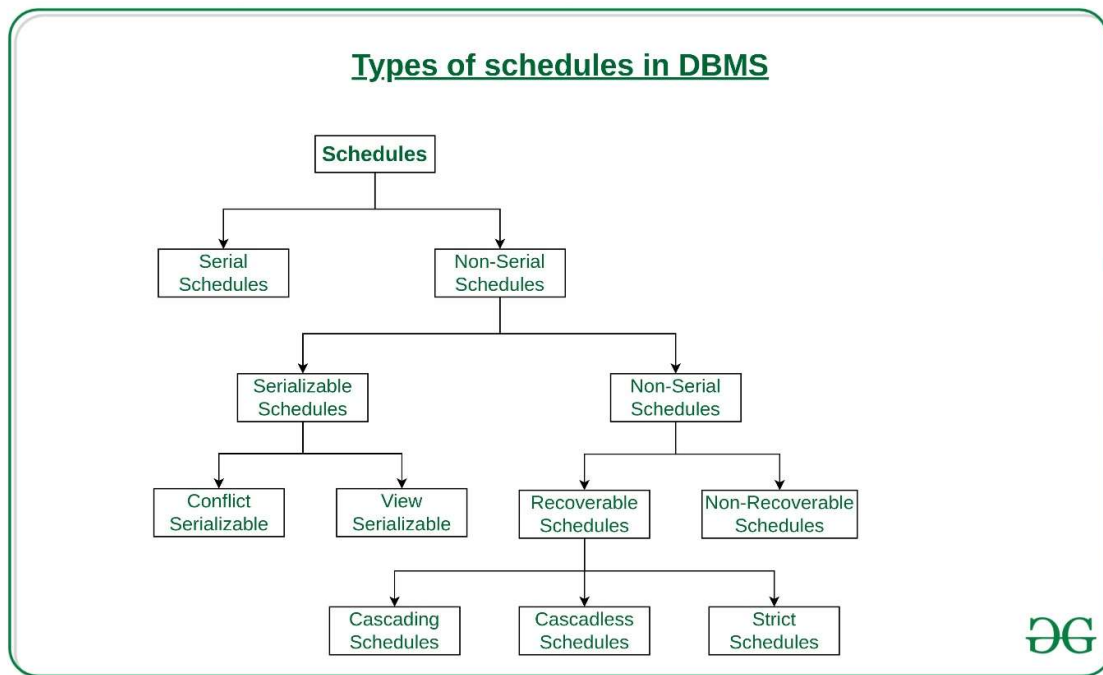 Types of schedules in DBMS
Schedules
Serial
Schedules
Non-Serial
Schedules
Serializable
Schedules
Non-Serial
Schedules
Conflict
Serializable
View
Serializable
Recoverable
Schedules
Non-Recoverable
Schedules
Cascading
Schedules
Cascadless
Schedules
Strict
Schedules